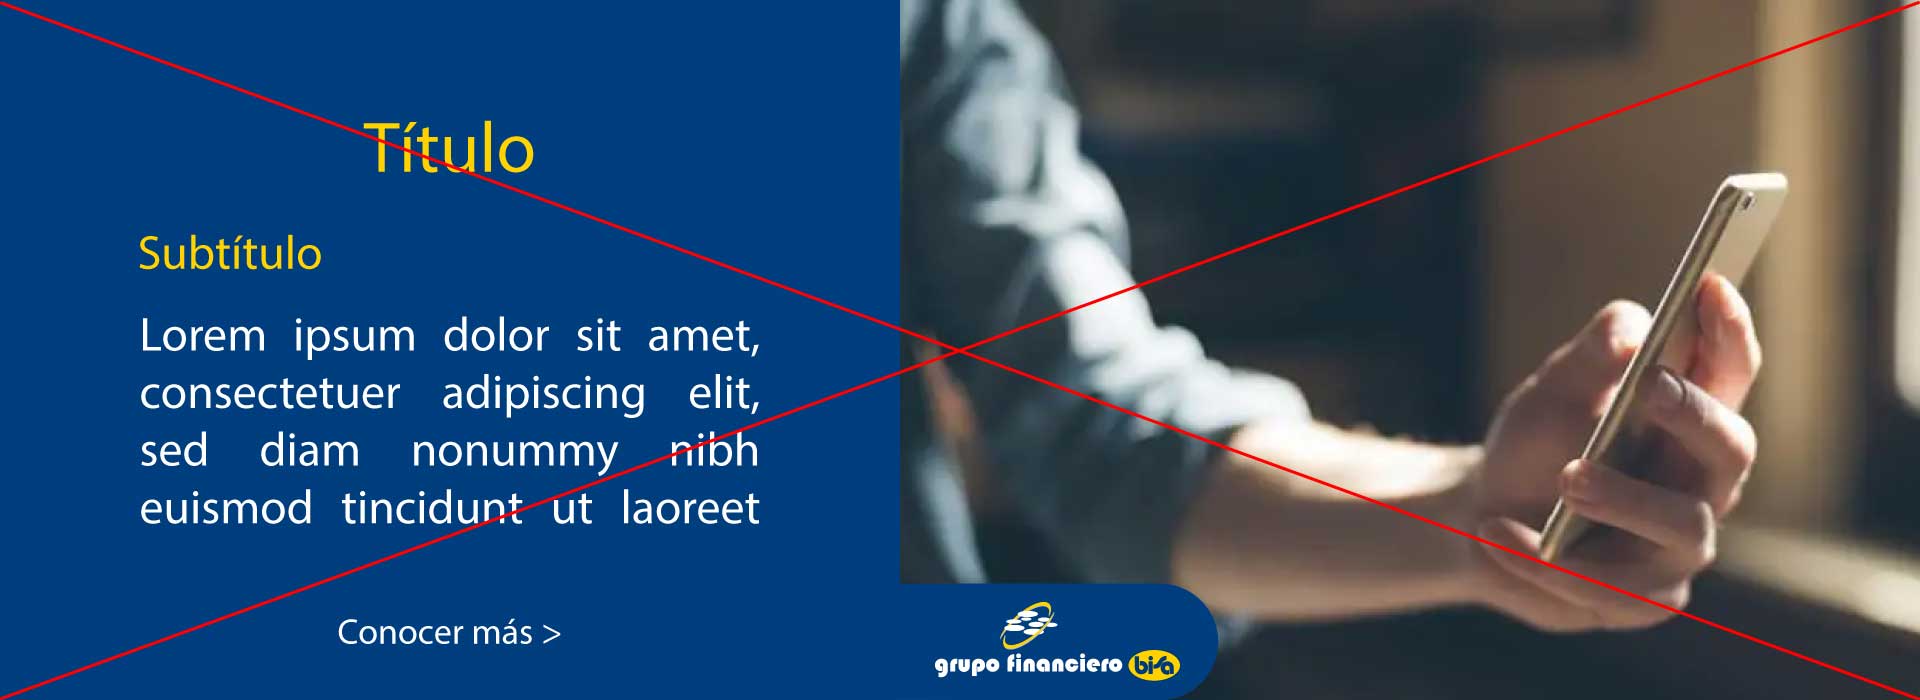 Título
Subtítulo
Lorem ipsum dolor sit amet,
consectetuer adipiscing elit,
sed diam nonummy nibh
euismod tincidunt ut laoreet
Conocer más >
grupo financiero bisa